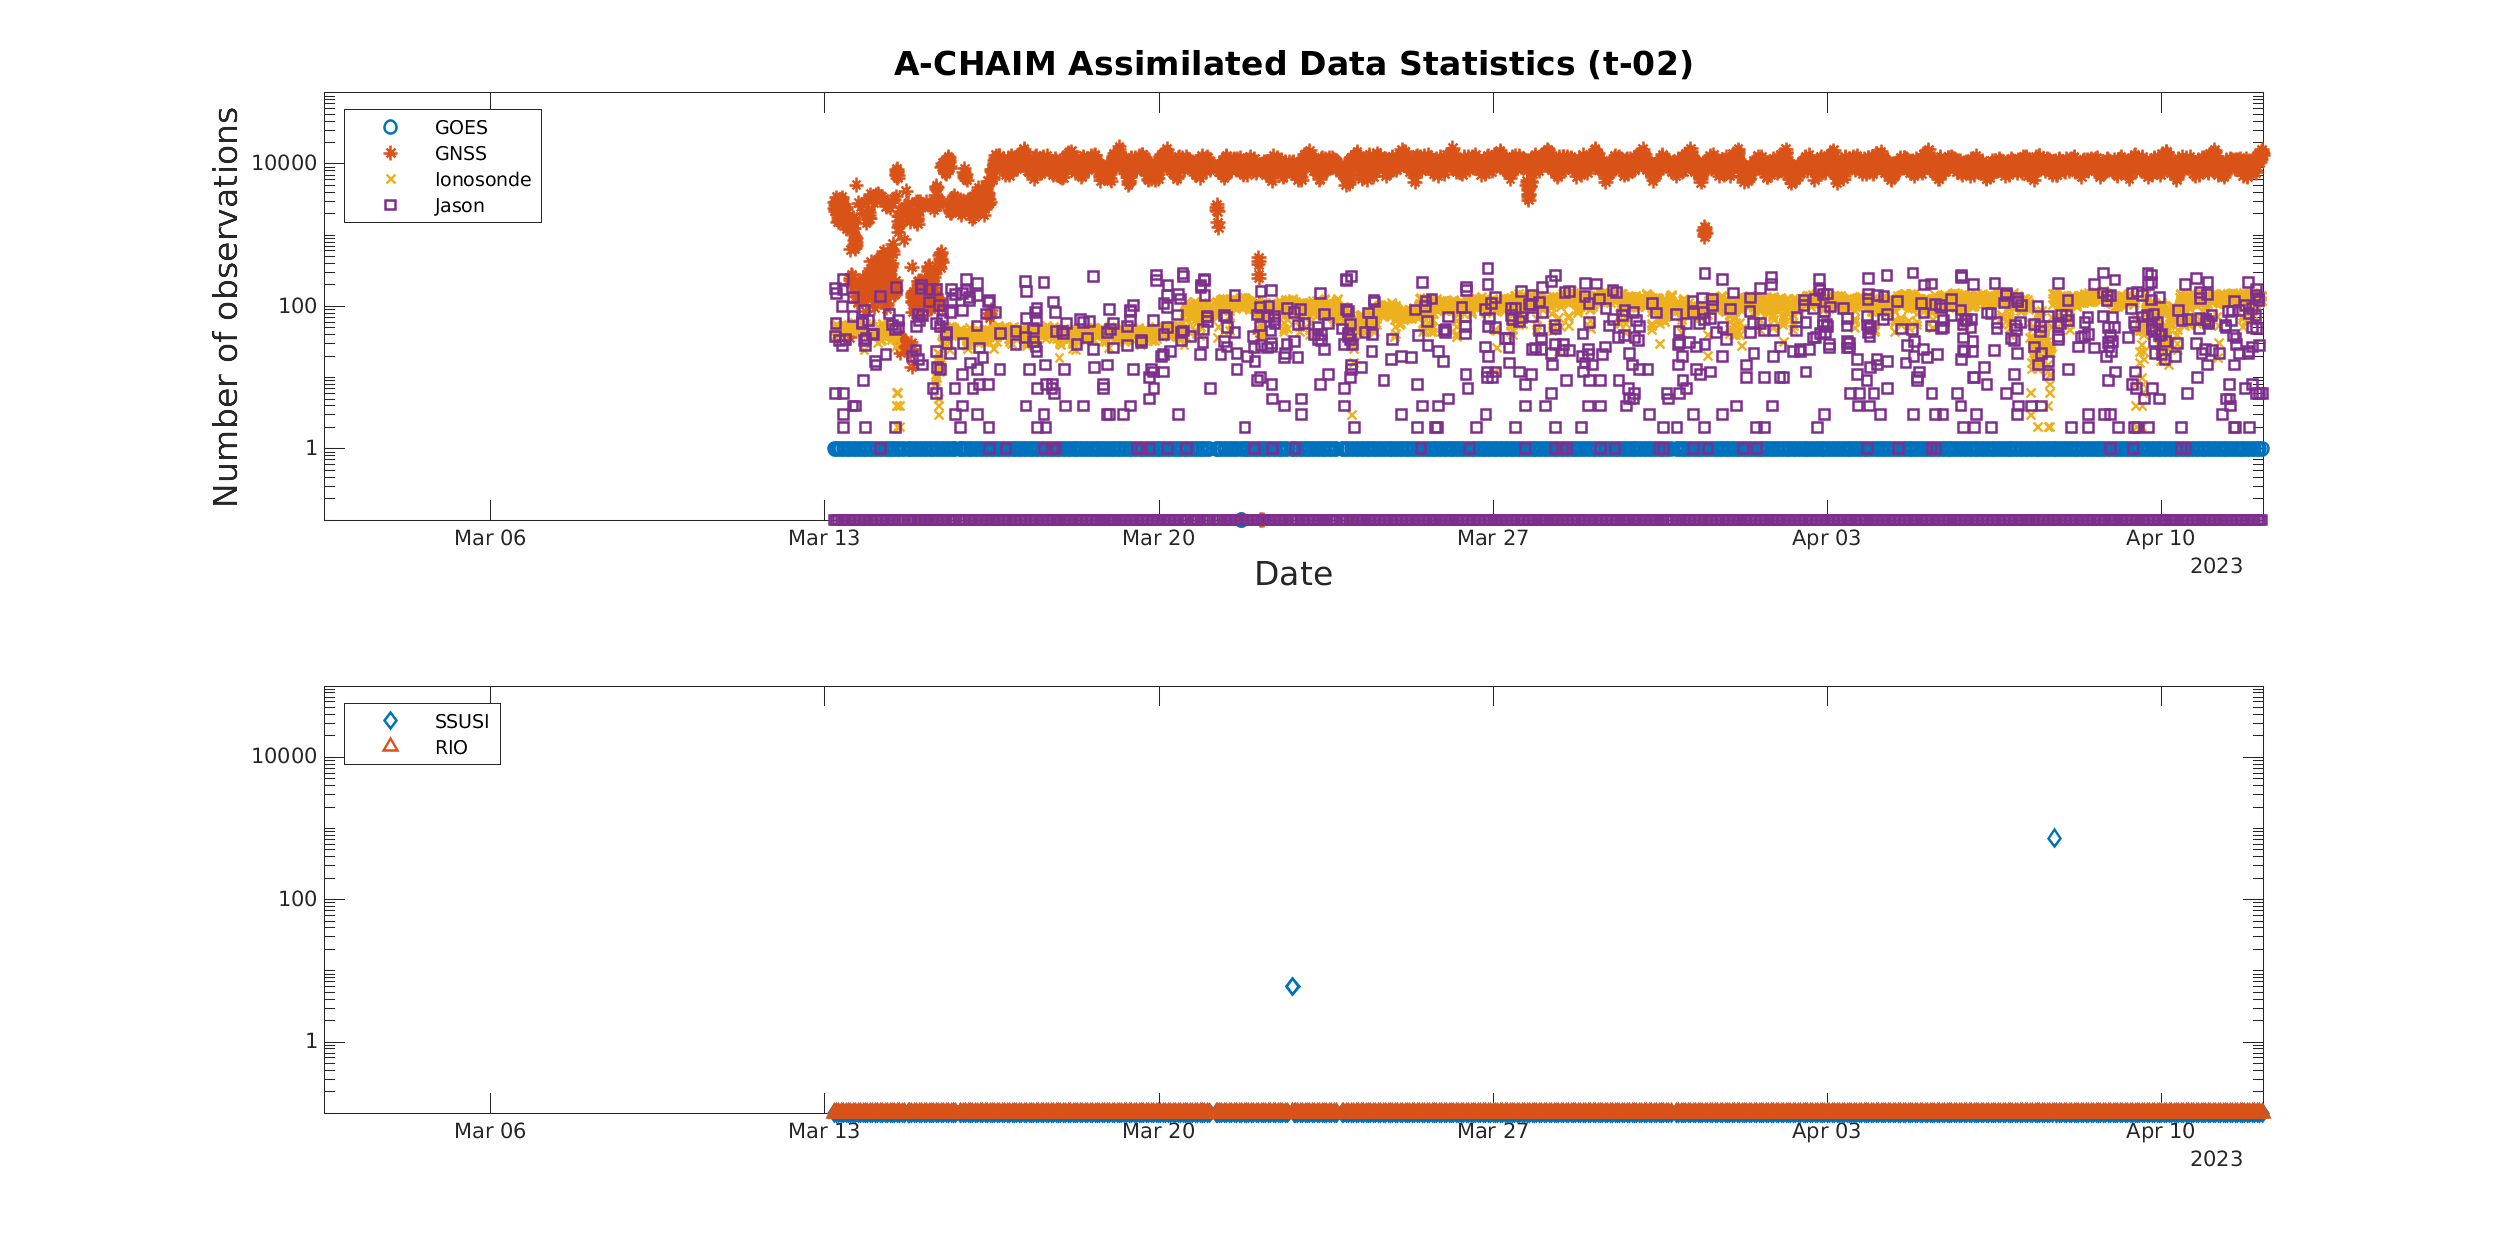 A-CHAIM Assimilated Data Statistics (t-02)
Number of observations
10000
100
1
GOES
GNSS
Ionosonde
Jason
Mar 06
Mar 13
Mar 20
Mar 27
Apr 03
Apr 10
2023
Date
10000
100
1
SSUSI
RIO
Mar 06
Mar 13
Mar 20
Mar 27
Apr 03
Apr 10
2023